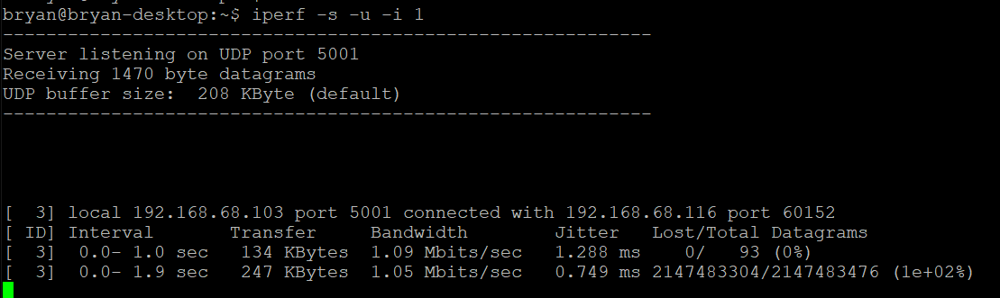 bryan@bryan-desktop:~$ iperf -s -u -i 1
------------------------------------------------------------
Server listening on UDP port 5001
Receiving 1470 byte datagrams
UDP buffer size:  208 KByte (default)
------------------------------------------------------------
[  3] local 192.168.68.103 port 5001 connected with 192.168.68.116 port 60152
[ ID] Interval       Transfer     Bandwidth        Jitter   Lost/Total Datagrams
[  3]  0.0- 1.0 sec   134 KBytes  1.09 Mbits/sec   1.288 ms    0/   93 (0%)
[  3]  0.0- 1.9 sec   247 KBytes  1.05 Mbits/sec   0.749 ms 2147483304/2147483476 (1e+02%)